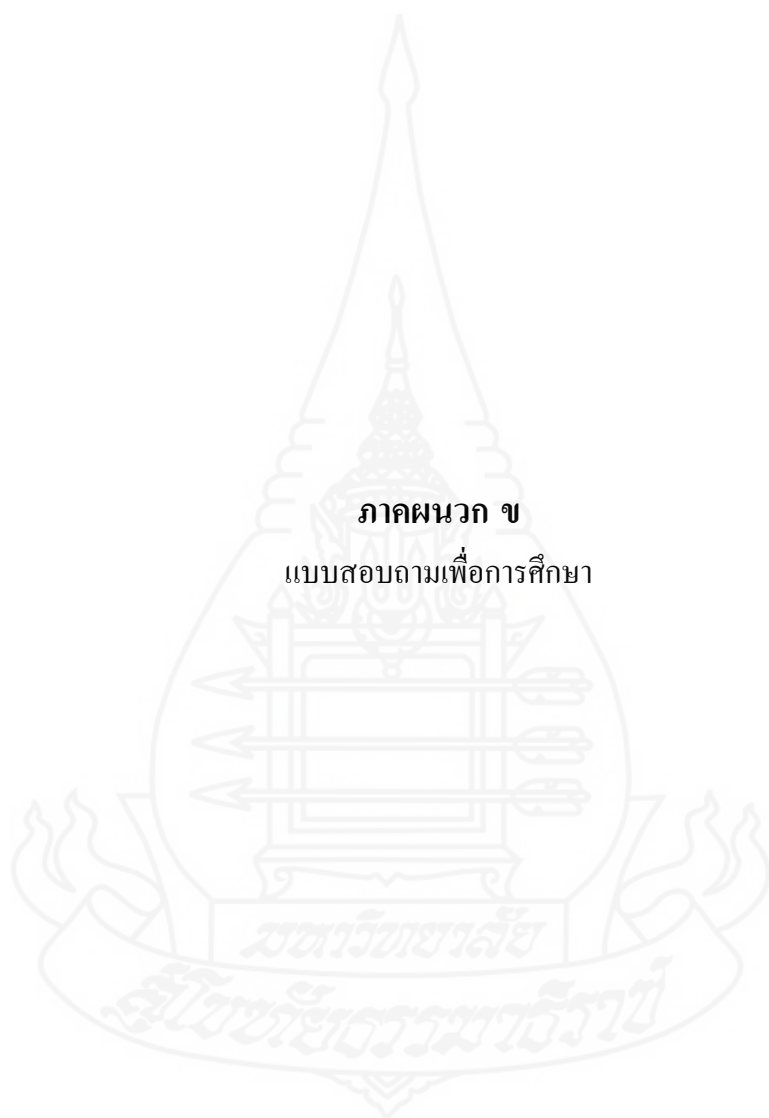 ภาคผนวก ข
แบบสอบถามเพื่อการศึกษา
มหาวิทยาลัย
สุโขทัยธรรมาธิราช